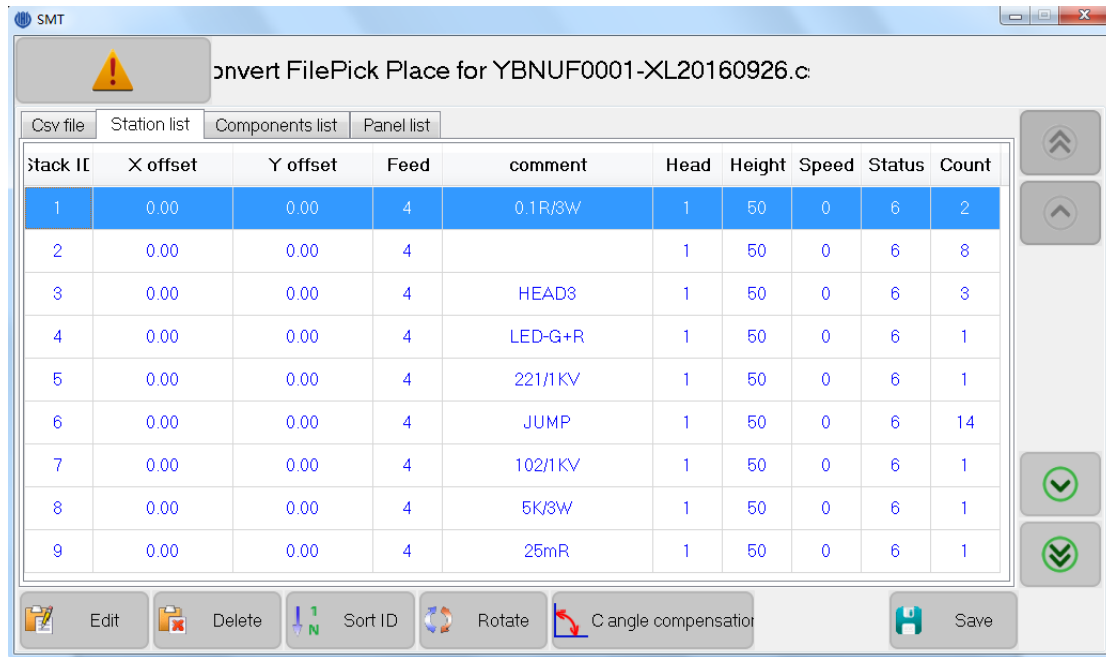 SMT
onvert FilePick Place for YBNUF0001-XL20160926.c
Csv file Station list Components list Panel list
Stack ID X offset Y offset Feed comment Head Height Speed Status Count
1 0.00 0.00 4 0.1R/3W 1 50 0 6 2
2 0.00 0.00 4 1 50 0 6 8
3 0.00 0.00 4 HEAD3 1 50 0 6 3
4 0.00 0.00 4 LED-G+R 1 50 0 6 1
5 0.00 0.00 4 221/1KV 1 50 0 6 1
6 0.00 0.00 4 JUMP 1 50 0 6 14
7 0.00 0.00 4 102/1KV 1 50 0 6 1
8 0.00 0.00 4 5K/3W 1 50 0 6 1
9 0.00 0.00 4 25mR 1 50 0 6 1
Edit Delete Sort ID Rotate C angle compensation Save